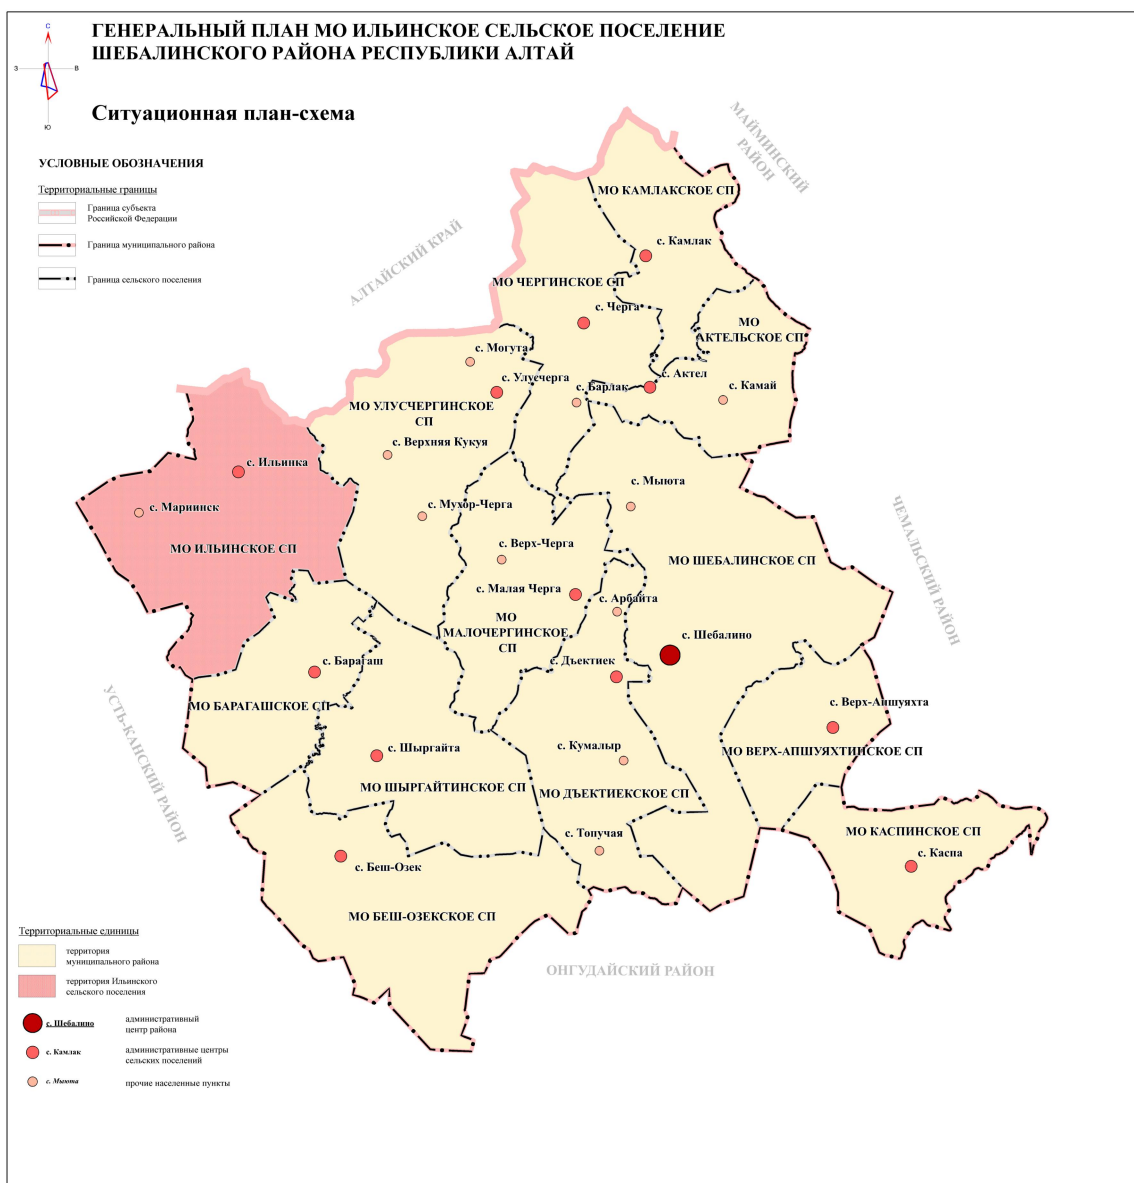 ГЕНЕРАЛЬНЫЙ ПЛАН МО ИЛЬИНСКОЕ СЕЛЬСКОЕ ПОСЕЛЕНИЕ
ШЕБАЛИНСКОГО РАЙОНА РЕСПУБЛИКИ АЛТАЙ
С
З
В
Ю
Ситуационная план-схема
УСЛОВНЫЕ ОБОЗНАЧЕНИЯ
Территориальные границы
Граница субъекта
Российской Федерации
Граница муниципального района
Граница сельского поселения
МАЙМИНСКИЙ
РАЙОН
АЛТАЙСКИЙ КРАЙ
МО КАМЛАКСКОЕ СП
с. Камлак
МО ЧЕРГИНСКОЕ СП
с. Черга
МО
АКТЕЛЬСКОЕ СП
с. Могута
с. Улусчерга
с. Барлак
с. Актел
с. Камай
МО УЛУСЧЕРГИНСКОЕ
СП
с. Верхняя Кукуя
с. Ильинка
с. Мариинск
МО ИЛЬИНСКОЕ СП
с. Мухор-Черга
с. Мыюта
с. Верх-Черга
МО ШЕБАЛИНСКОЕ СП
ЧЕМАЛЬСКИЙ РАЙОН
с. Малая Черга
с. Арбайта
МО
МАЛОЧЕРГИНСКОЕ
СП
с. Шебалино
с. Барагаш
с. Дъектиек
МО БАРАГАШСКОЕ СП
УСТЬ-КАНСКИЙ РАЙОН
с. Верх-Апшуяхта
МО ВЕРХ-АПШУЯХТИНСКОЕ СП
с. Шыргайта
с. Кумалыр
МО ШЫРГАЙТИНСКОЕ СП
МО ДЪЕКТИЕКСКОЕ СП
с. Топучая
МО КАСПИНСКОЕ СП
с. Каспа
с. Беш-Озек
МО БЕШ-ОЗЕКСКОЕ СП
ОНГУДАЙСКИЙ РАЙОН
Территориальные единицы
территория
муниципального района
территория Ильинского
сельского поселения
с. Шебалино
административный
центр района
с. Камлак
административные центры
сельских поселений
с. Мыюта
прочие населенные пункты